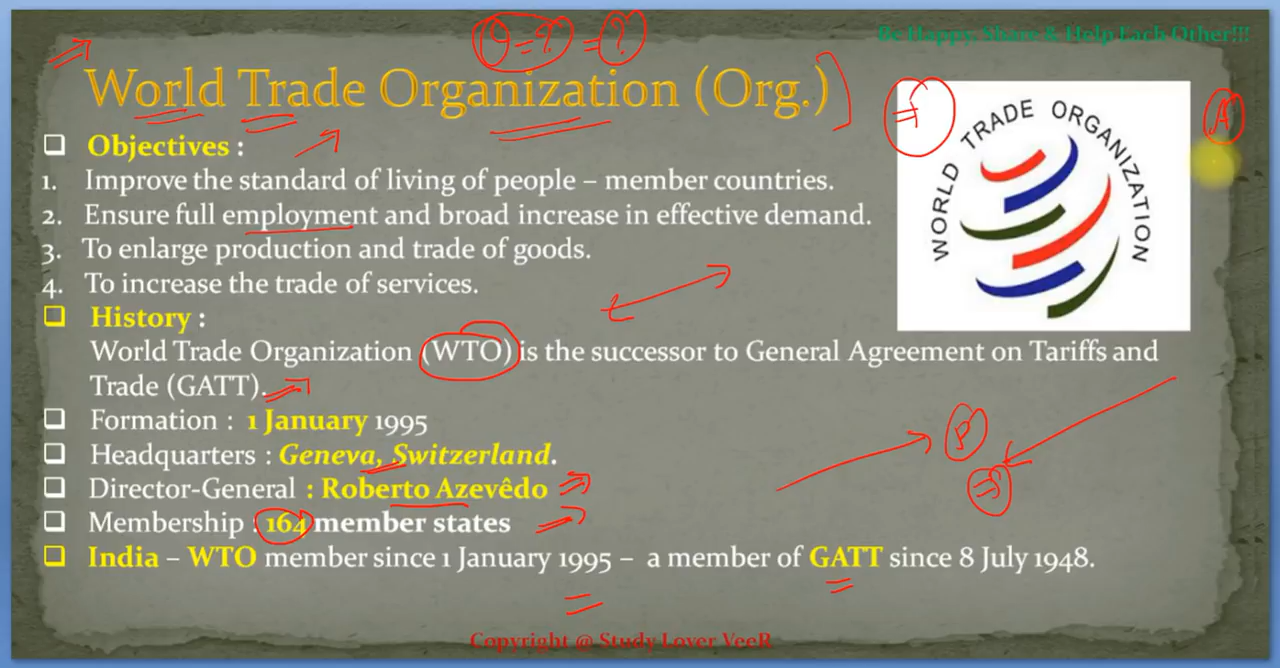 Be Happy, Share & Help Each Other!!!
World Trade Organization (Org.)
WORLD TRADE ORGANIZATION
❑ Objectives :
1. Improve the standard of living of people – member countries.
2. Ensure full employment and broad increase in effective demand.
3. To enlarge production and trade of goods.
4. To increase the trade of services.
❑ History :
World Trade Organization (WTO) is the successor to General Agreement on Tariffs and
Trade (GATT).
❑ Formation : 1 January 1995
❑ Headquarters : Geneva, Switzerland.
❑ Director-General : Roberto Azevêdo
❑ Membership : 164 member states
❑ India – WTO member since 1 January 1995 – a member of GATT since 8 July 1948.
Copyright @ Study Lover VeeR